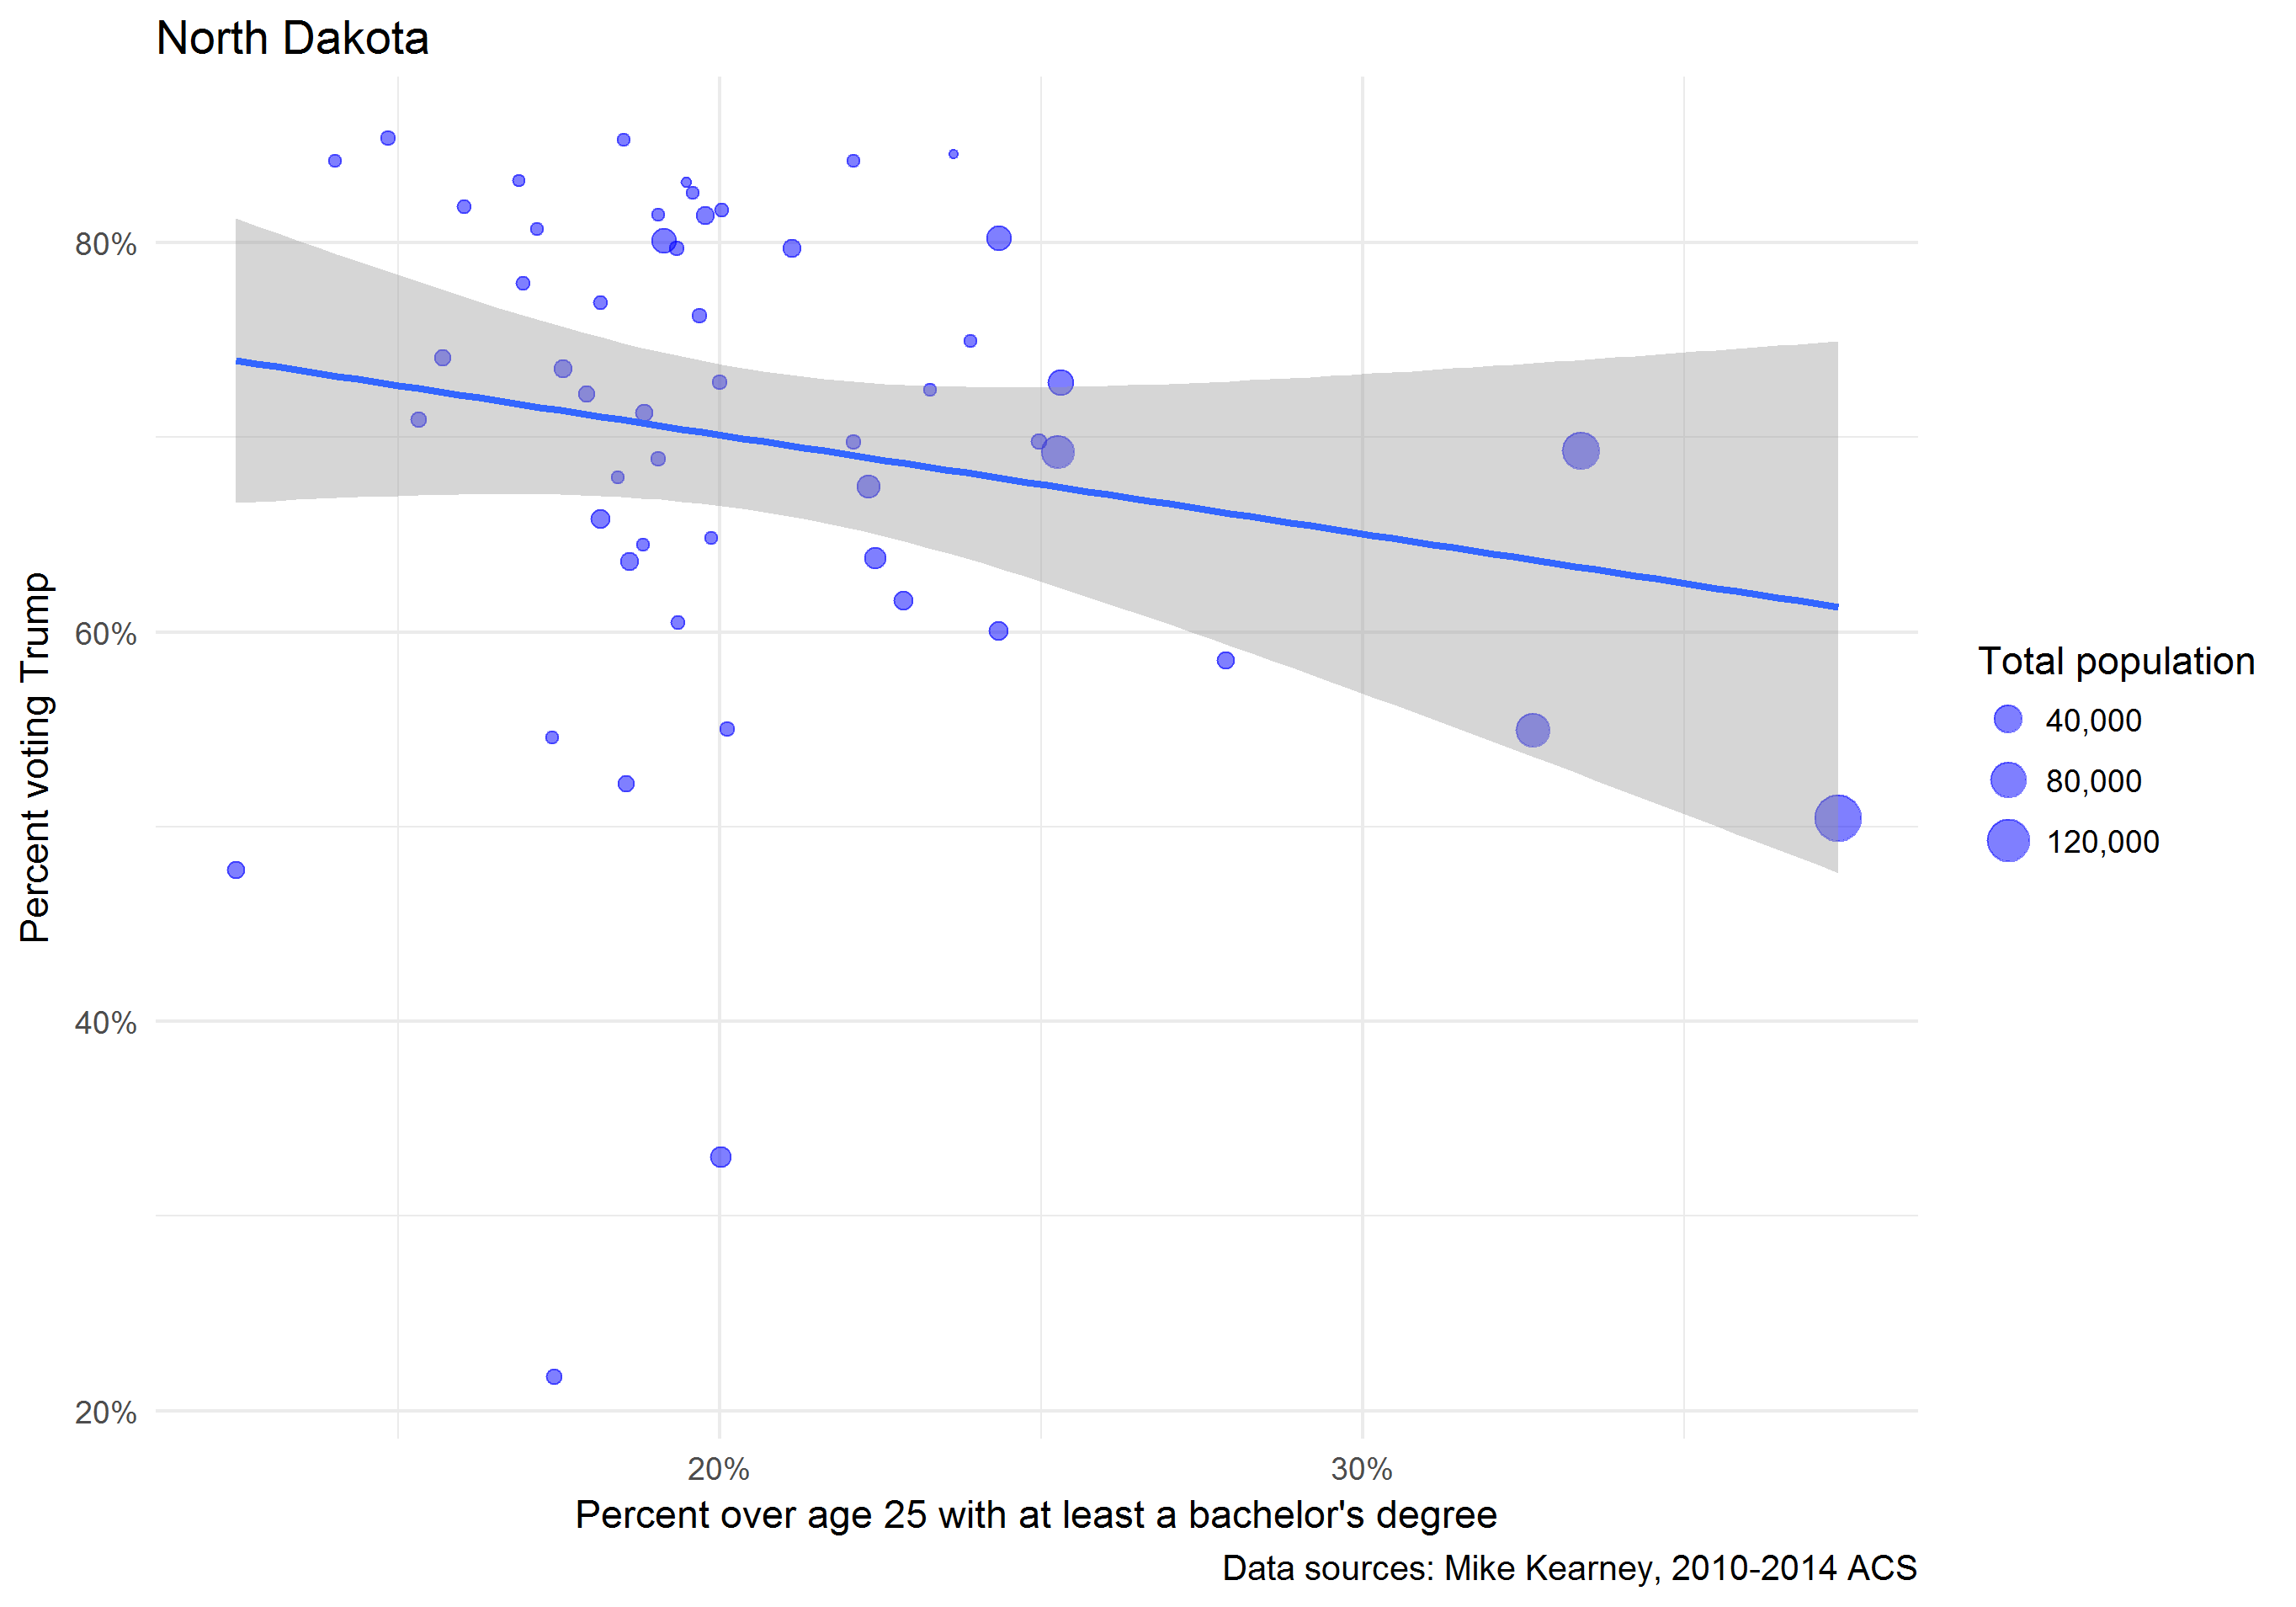 North Dakota
80%
60%
40%
20%
Percent voting Trump
20%
30%
Percent over age 25 with at least a bachelor's degree
Data sources: Mike Kearney, 2010-2014 ACS
Total population
40,000
80,000
120,000